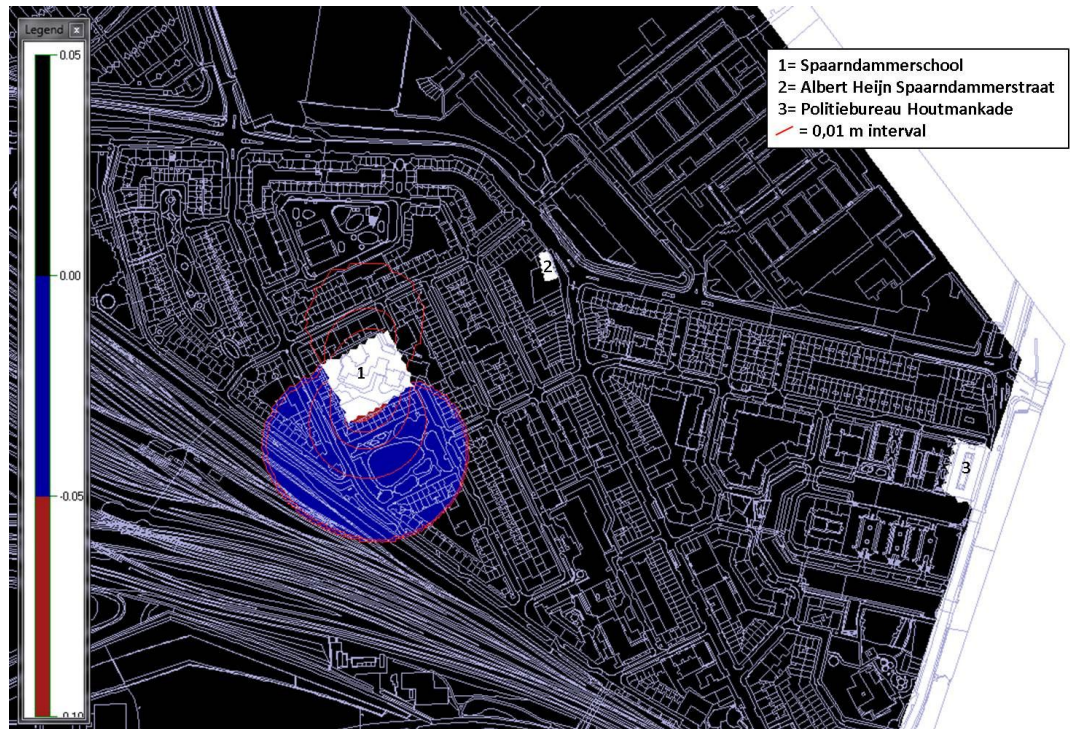 Legend x
0.05
0.00
-0.05
-0.10
1= Spaarndammerschool
2= Albert Heijn Spaarndammerstraat
3= Politiebureau Houtmankade
= 0,01 m interval
2
1
3